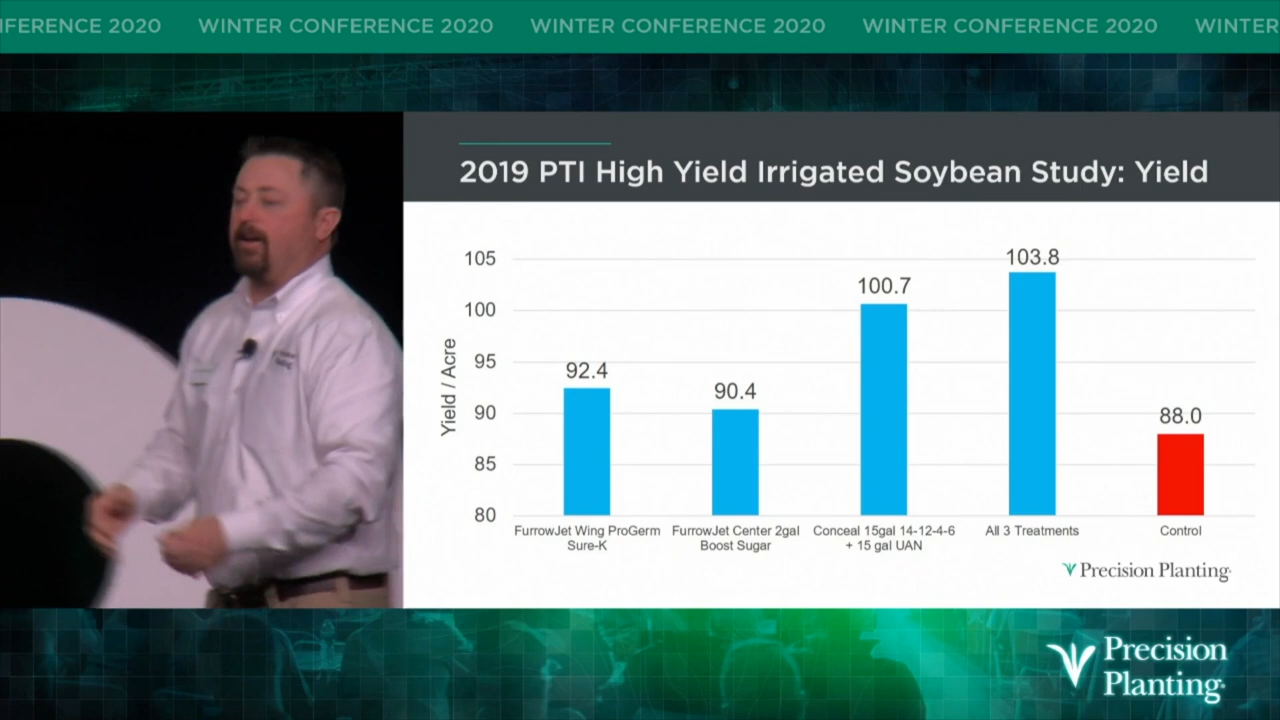 FERENCE 2020 WINTER CONFERENCE 2020 WINTER CONFERENCE 2020 WINTER CONFERENCE 2020 WINTER
2019 PTI High Yield Irrigated Soybean Study: Yield
Yield / Acre
105
100
95
90
85
80
92.4
90.4
100.7
103.8
88.0
FurrowJet Wing ProGerm
Sure-K
FurrowJet Center 2gal
Boost Sugar
Conceal 15gal 14-12-4-6
+ 15 gal UAN
All 3 Treatments
Control
Precision Planting
Precision
Planting